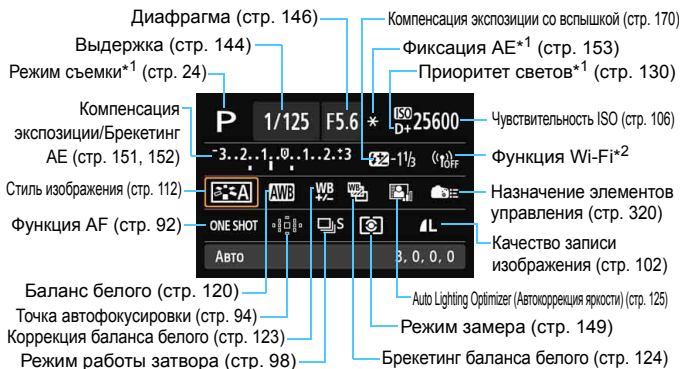 Диафрагма (стр. 146)
Компенсация экспозиции со вспышкой (стр. 170)
Выдержка (стр. 144)
Фиксация AE*1 (стр. 153)
Режим съемки*1 (стр. 24)
Приоритет светов*1 (стр. 130)
Компенсация
экспозиции/Брекетинг
AE (стр. 151, 152)
P 1/125 F5.6 * ISO D+ 25600
Чувствительность ISO (стр. 106)
-3..2..1..0..1..2.+3 -1 1/3 OFF
Функция Wi-Fi*2
Стиль изображения (стр. 112)
A AWB WB +/- WB
Назначение элементов
управления (стр. 320)
Функция AF (стр. 92)
ONE SHOT S L
Качество записи
изображения (стр. 102)
Авто 3, 0, 0, 0
Баланс белого (стр. 120)
Auto Lighting Optimizer (Автокоррекция яркости) (стр. 125)
Точка автофокусировки (стр. 94)
Режим замера (стр. 149)
Коррекция баланса белого (стр. 123)
Режим работы затвора (стр. 98)
Брекетинг баланса белого (стр. 124)